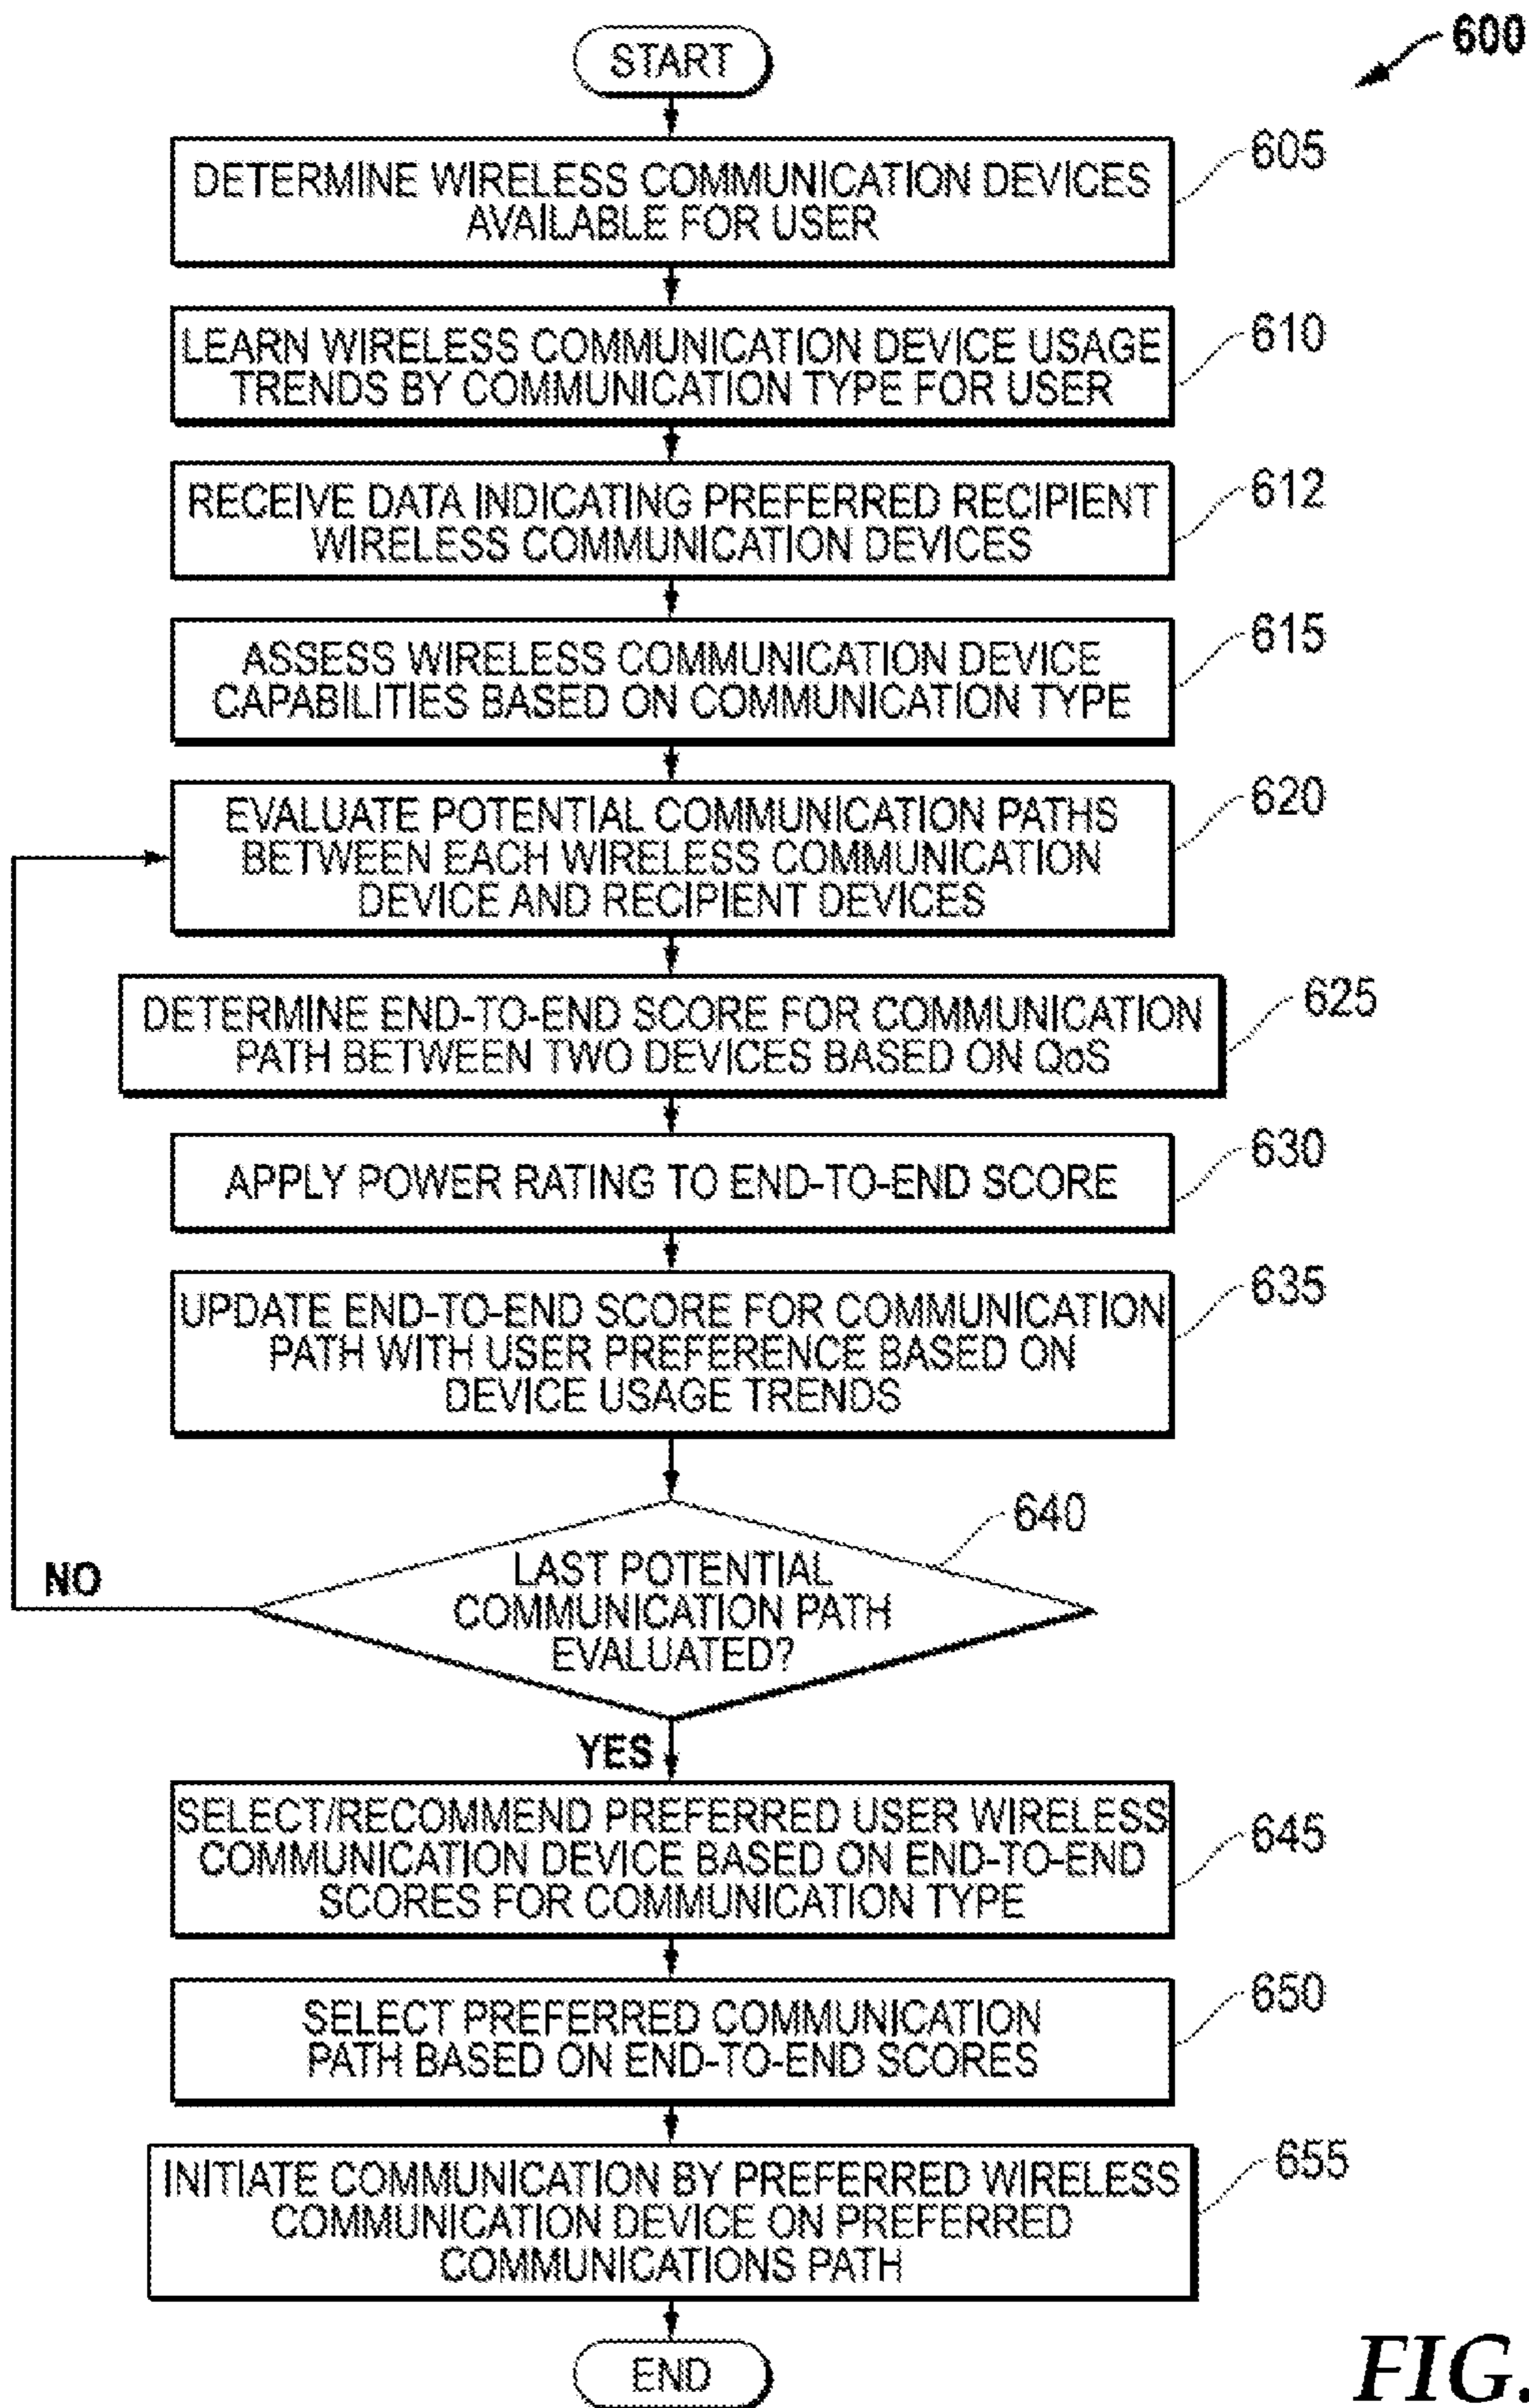 600
START
DETERMINE WIRELESS COMMUNICATION DEVICES
AVAILABLE FOR USER
605
LEARN WIRELESS COMMUNICATION DEVICE USAGE
TRENDS BY COMMUNICATION TYPE FOR USER
610
RECEIVE DATA INDICATING PREFERRED RECIPIENT
WIRELESS COMMUNICATION DEVICES
612
ASSESS WIRELESS COMMUNICATION DEVICE
CAPABILITIES BASED ON COMMUNICATION TYPE
615
EVALUATE POTENTIAL COMMUNICATION PATHS
BETWEEN EACH WIRELESS COMMUNICATION
DEVICE AND RECIPIENT DEVICES
620
DETERMINE END-TO-END SCORE FOR COMMUNICATION
PATH BETWEEN TWO DEVICES BASED ON QoS
625
APPLY POWER RATING TO END-TO-END SCORE
630
UPDATE END-TO-END SCORE FOR COMMUNICATION
PATH WITH USER PREFERENCE BASED ON
DEVICE USAGE TRENDS
635
LAST POTENTIAL
COMMUNICATION PATH
EVALUATED?
640
NO
YES
SELECT/RECOMMEND PREFERRED USER WIRELESS
COMMUNICATION DEVICE BASED ON END-TO-END
SCORES FOR COMMUNICATION TYPE
645
SELECT PREFERRED COMMUNICATION
PATH BASED ON END-TO-END SCORES
650
INITIATE COMMUNICATION BY PREFERRED WIRELESS
COMMUNICATION DEVICE ON PREFERRED
COMMUNICATIONS PATH
655
END
FIG.